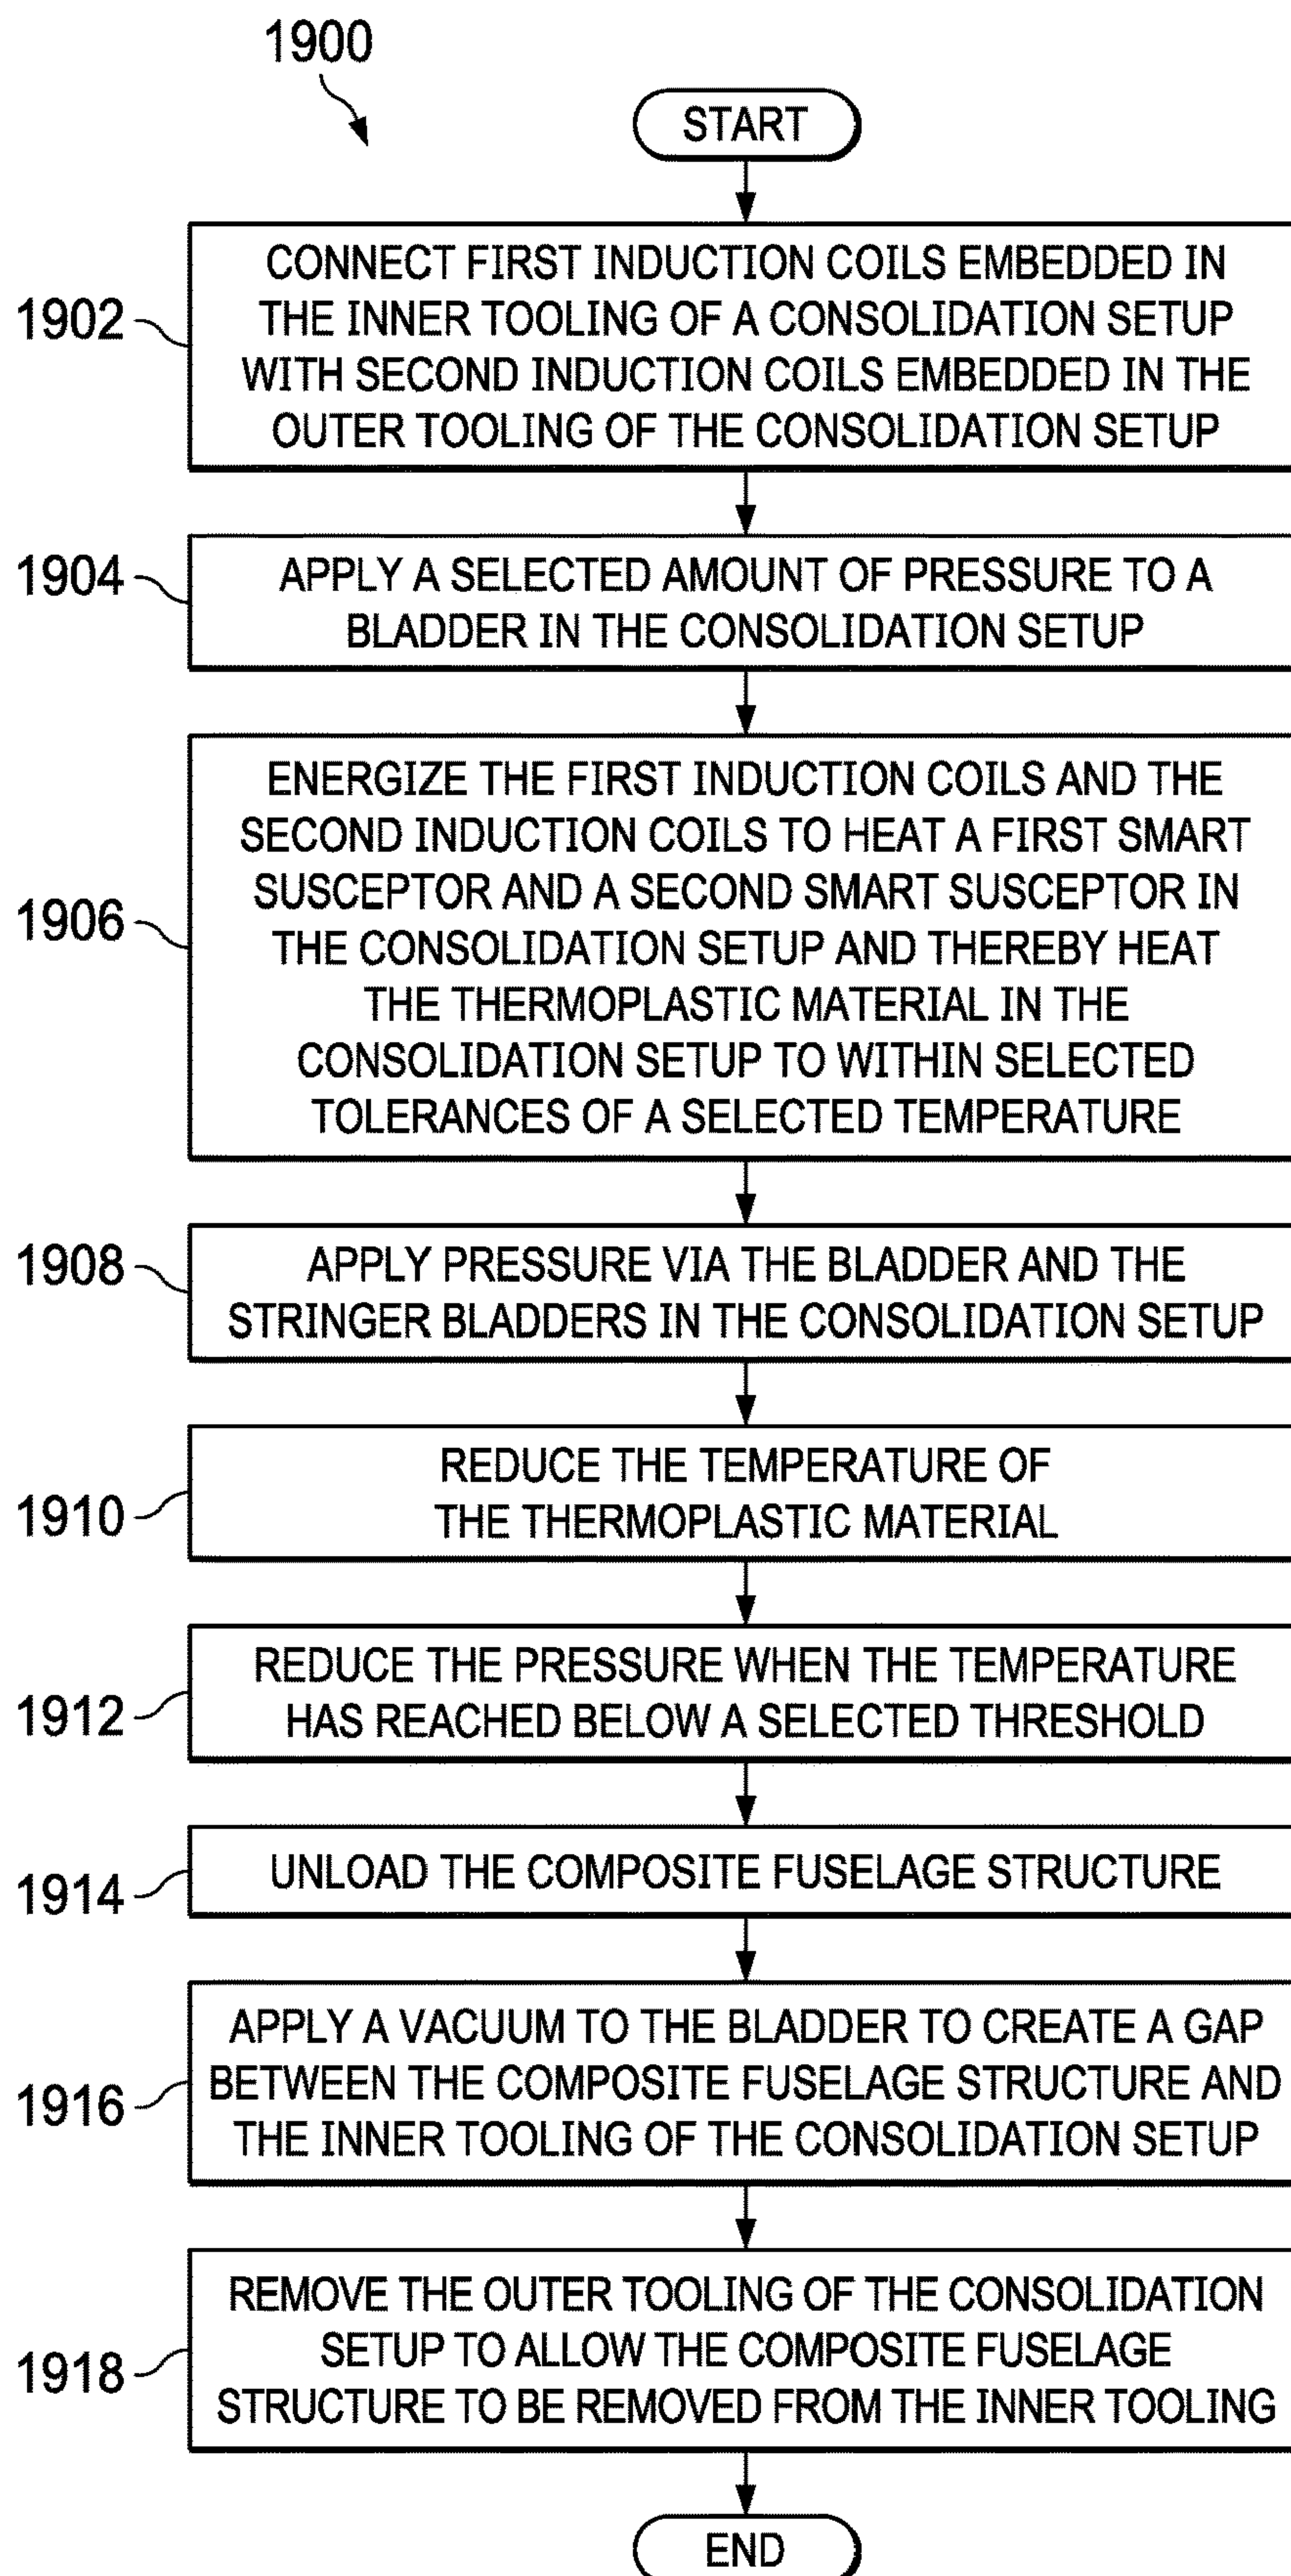 1900
START
1902
CONNECT FIRST INDUCTION COILS EMBEDDED IN
THE INNER TOOLING OF A CONSOLIDATION SETUP
WITH SECOND INDUCTION COILS EMBEDDED IN THE
OUTER TOOLING OF THE CONSOLIDATION SETUP
1904
APPLY A SELECTED AMOUNT OF PRESSURE TO A
BLADDER IN THE CONSOLIDATION SETUP
1906
ENERGIZE THE FIRST INDUCTION COILS AND THE
SECOND INDUCTION COILS TO HEAT A FIRST SMART
SUSCEPTOR AND A SECOND SMART SUSCEPTOR IN
THE CONSOLIDATION SETUP AND THEREBY HEAT
THE THERMOPLASTIC MATERIAL IN THE
CONSOLIDATION SETUP TO WITHIN SELECTED
TOLERANCES OF A SELECTED TEMPERATURE
1908
APPLY PRESSURE VIA THE BLADDER AND THE
STRINGER BLADDERS IN THE CONSOLIDATION SETUP
1910
REDUCE THE TEMPERATURE OF
THE THERMOPLASTIC MATERIAL
1912
REDUCE THE PRESSURE WHEN THE TEMPERATURE
HAS REACHED BELOW A SELECTED THRESHOLD
1914
UNLOAD THE COMPOSITE FUSELAGE STRUCTURE
1916
APPLY A VACUUM TO THE BLADDER TO CREATE A GAP
BETWEEN THE COMPOSITE FUSELAGE STRUCTURE AND
THE INNER TOOLING OF THE CONSOLIDATION SETUP
1918
REMOVE THE OUTER TOOLING OF THE CONSOLIDATION
SETUP TO ALLOW THE COMPOSITE FUSELAGE
STRUCTURE TO BE REMOVED FROM THE INNER TOOLING
END